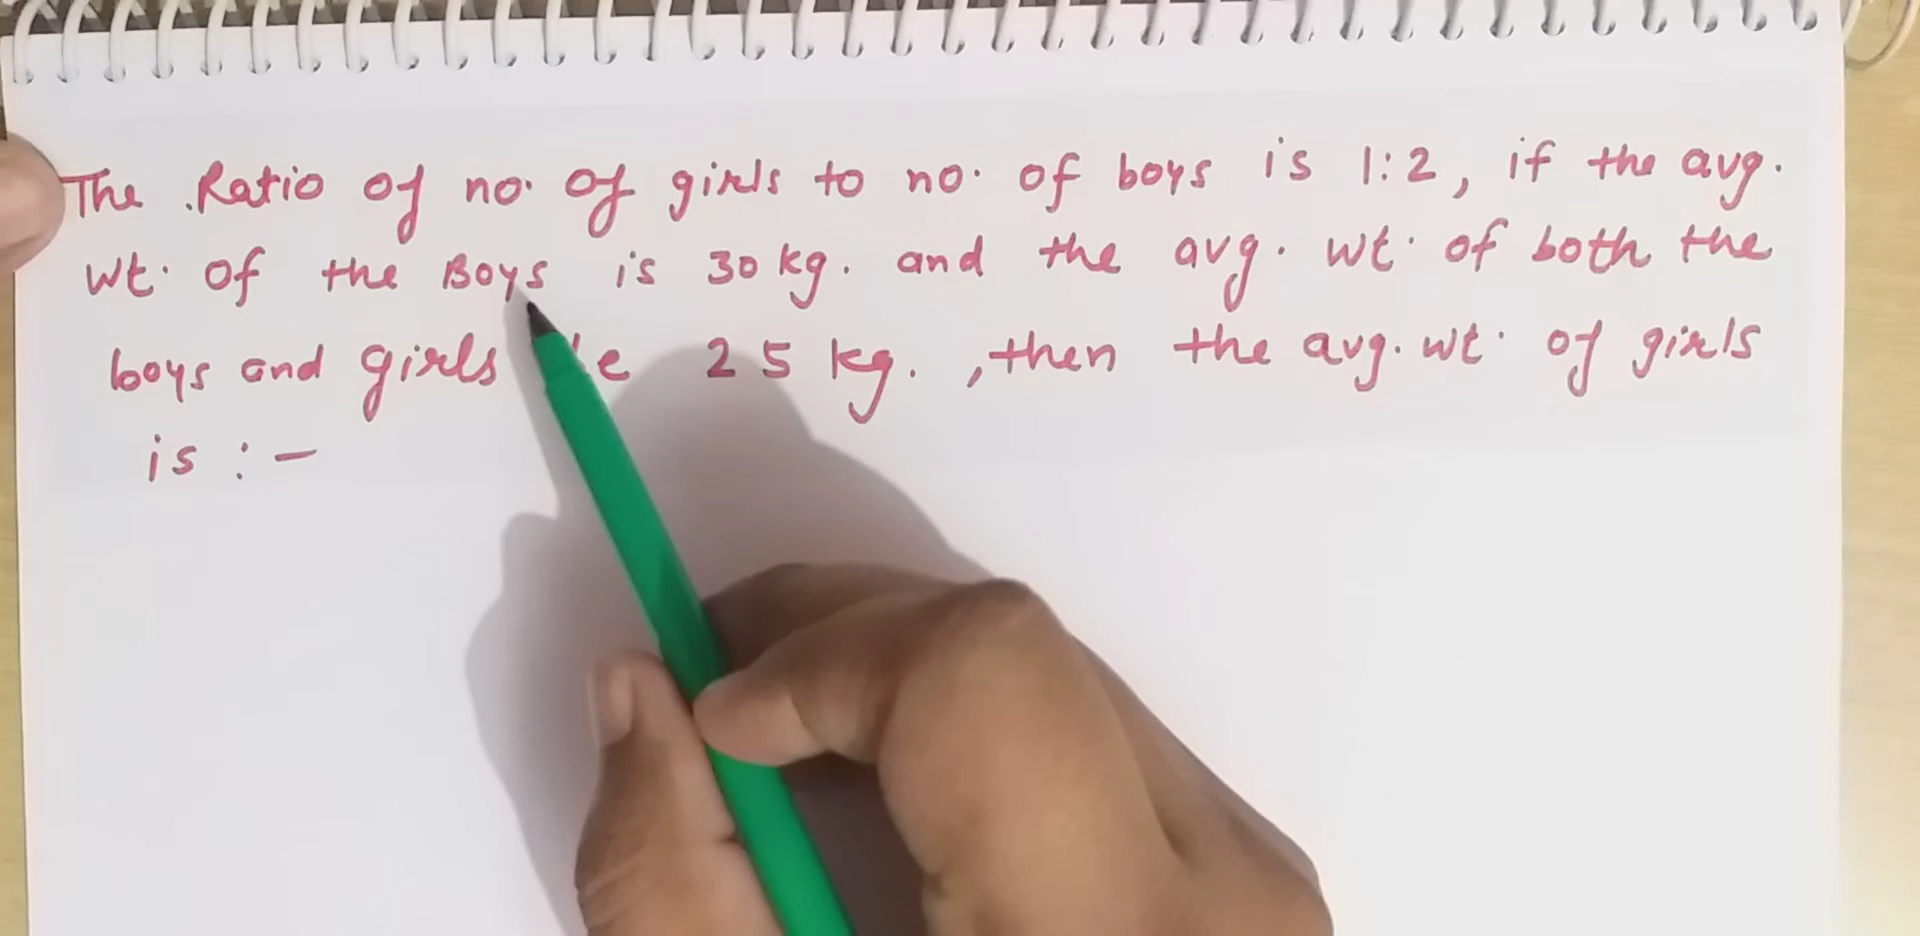 The Ratio of no. of girls to no. of boys is 1:2, if the avg.
wt. of the Boys is 30 kg. and the avg. wt. of both the
boys and girls 25 kg. , then the avg. wt. of girls
is : -